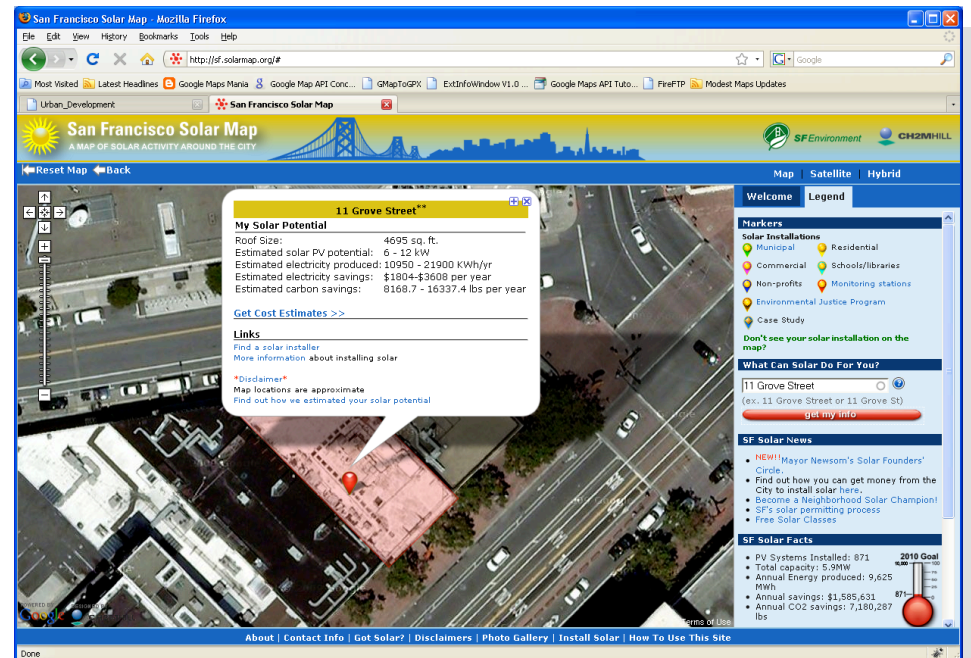 San Francisco Solar Map - Mozilla Firefox
File Edit View History Bookmarks Tools Help
http://sf.solarmap.org/#
Google
Most Visited Latest Headlines Google Maps Mania Google Map API Conc... GMapToGPX ExtInfoWindow V1.0 ... Google Maps API Tuto... FireFTP Modest Maps Updates
Urban_Development San Francisco Solar Map
San Francisco Solar Map
A MAP OF SOLAR ACTIVITY AROUND THE CITY
SFEnvironment CH2MHILL
Reset Map Back
Map | Satellite | Hybrid
11 Grove Street**
My Solar Potential
Roof Size: 4695 sq. ft.
Estimated solar PV potential: 6 - 12 kW
Estimated electricity produced: 10950 - 21900 KWh/yr
Estimated electricity savings: $1804-$3608 per year
Estimated carbon savings: 8168.7 - 16337.4 lbs per year
Get Cost Estimates >>
Links
Find a solar installer
More information about installing solar
*Disclaimer*
Map locations are approximate
Find out how we estimated your solar potential
POWERED BY
Google
Terms of Use
Welcome Legend
Markers
Solar Installations
Municipal Residential
Commercial Schools/libraries
Non-profits Monitoring stations
Environmental Justice Program
Case Study
Don't see your solar installation on the
map?
What Can Solar Do For You?
11 Grove Street
(ex. 11 Grove Street or 11 Grove St)
get my info
SF Solar News
NEW!!Mayor Newsom's Solar Founders'
Circle.
Find out how you can get money from the
City to install solar here.
Become a Neighborhood Solar Champion!
SF's solar permitting process
Free Solar Classes
SF Solar Facts
PV Systems Installed: 871
Total capacity: 5.9MW
Annual Energy produced: 9,625
MWh
Annual savings: $1,585,631
Annual CO2 savings: 7,180,287
lbs
2010 Goal
10,000 100
871
About | Contact Info | Got Solar? | Disclaimers | Photo Gallery | Install Solar | How To Use This Site
Done